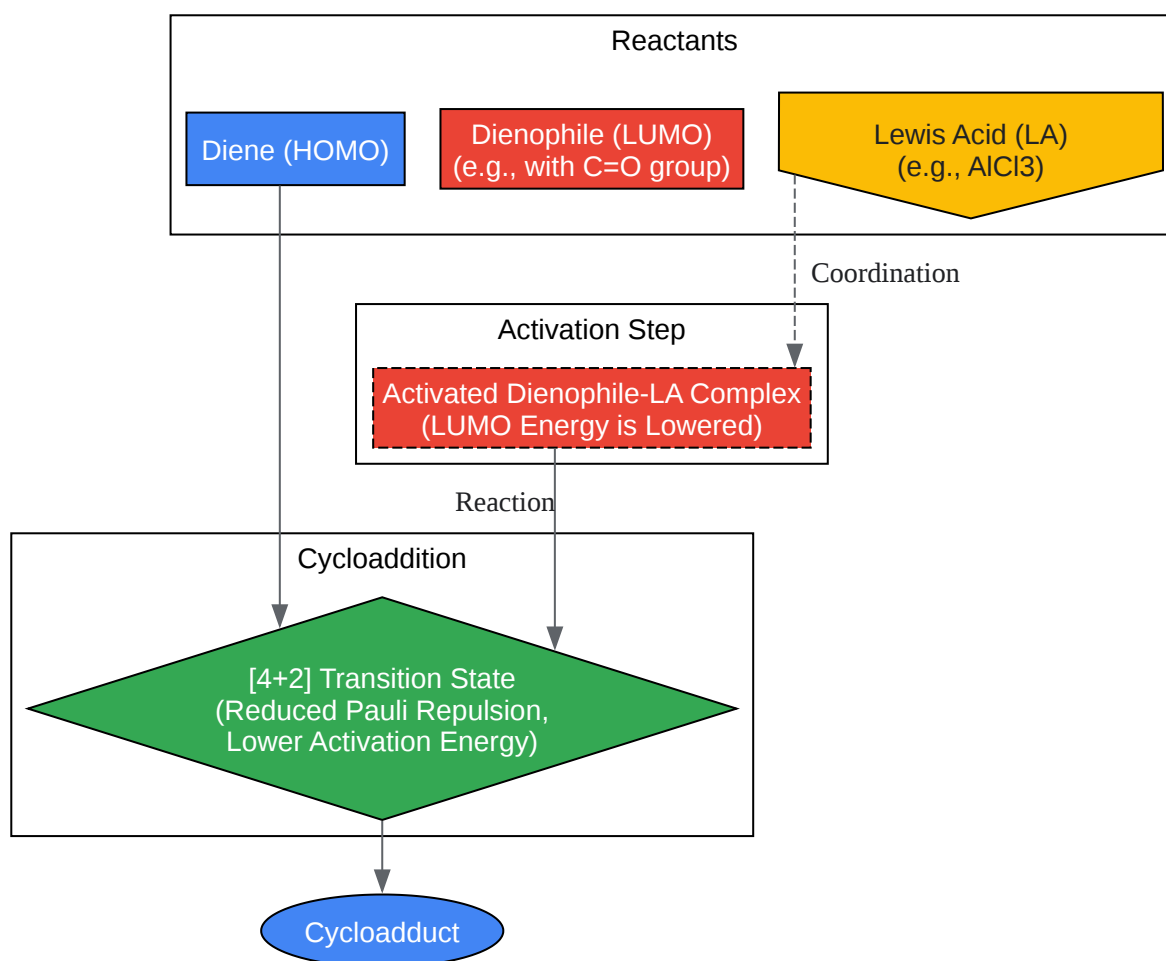 Reactants
Diene (HOMO)
Dienophile (LUMO)
(e.g., with C=O group)
Lewis Acid (LA)
(e.g., AlCl3)
Coordination
Activation Step
Activated Dienophile-LA Complex
(LUMO Energy is Lowered)
Reaction
Cycloaddition
[4+2] Transition State
(Reduced Pauli Repulsion,
Lower Activation Energy)
Cycloadduct